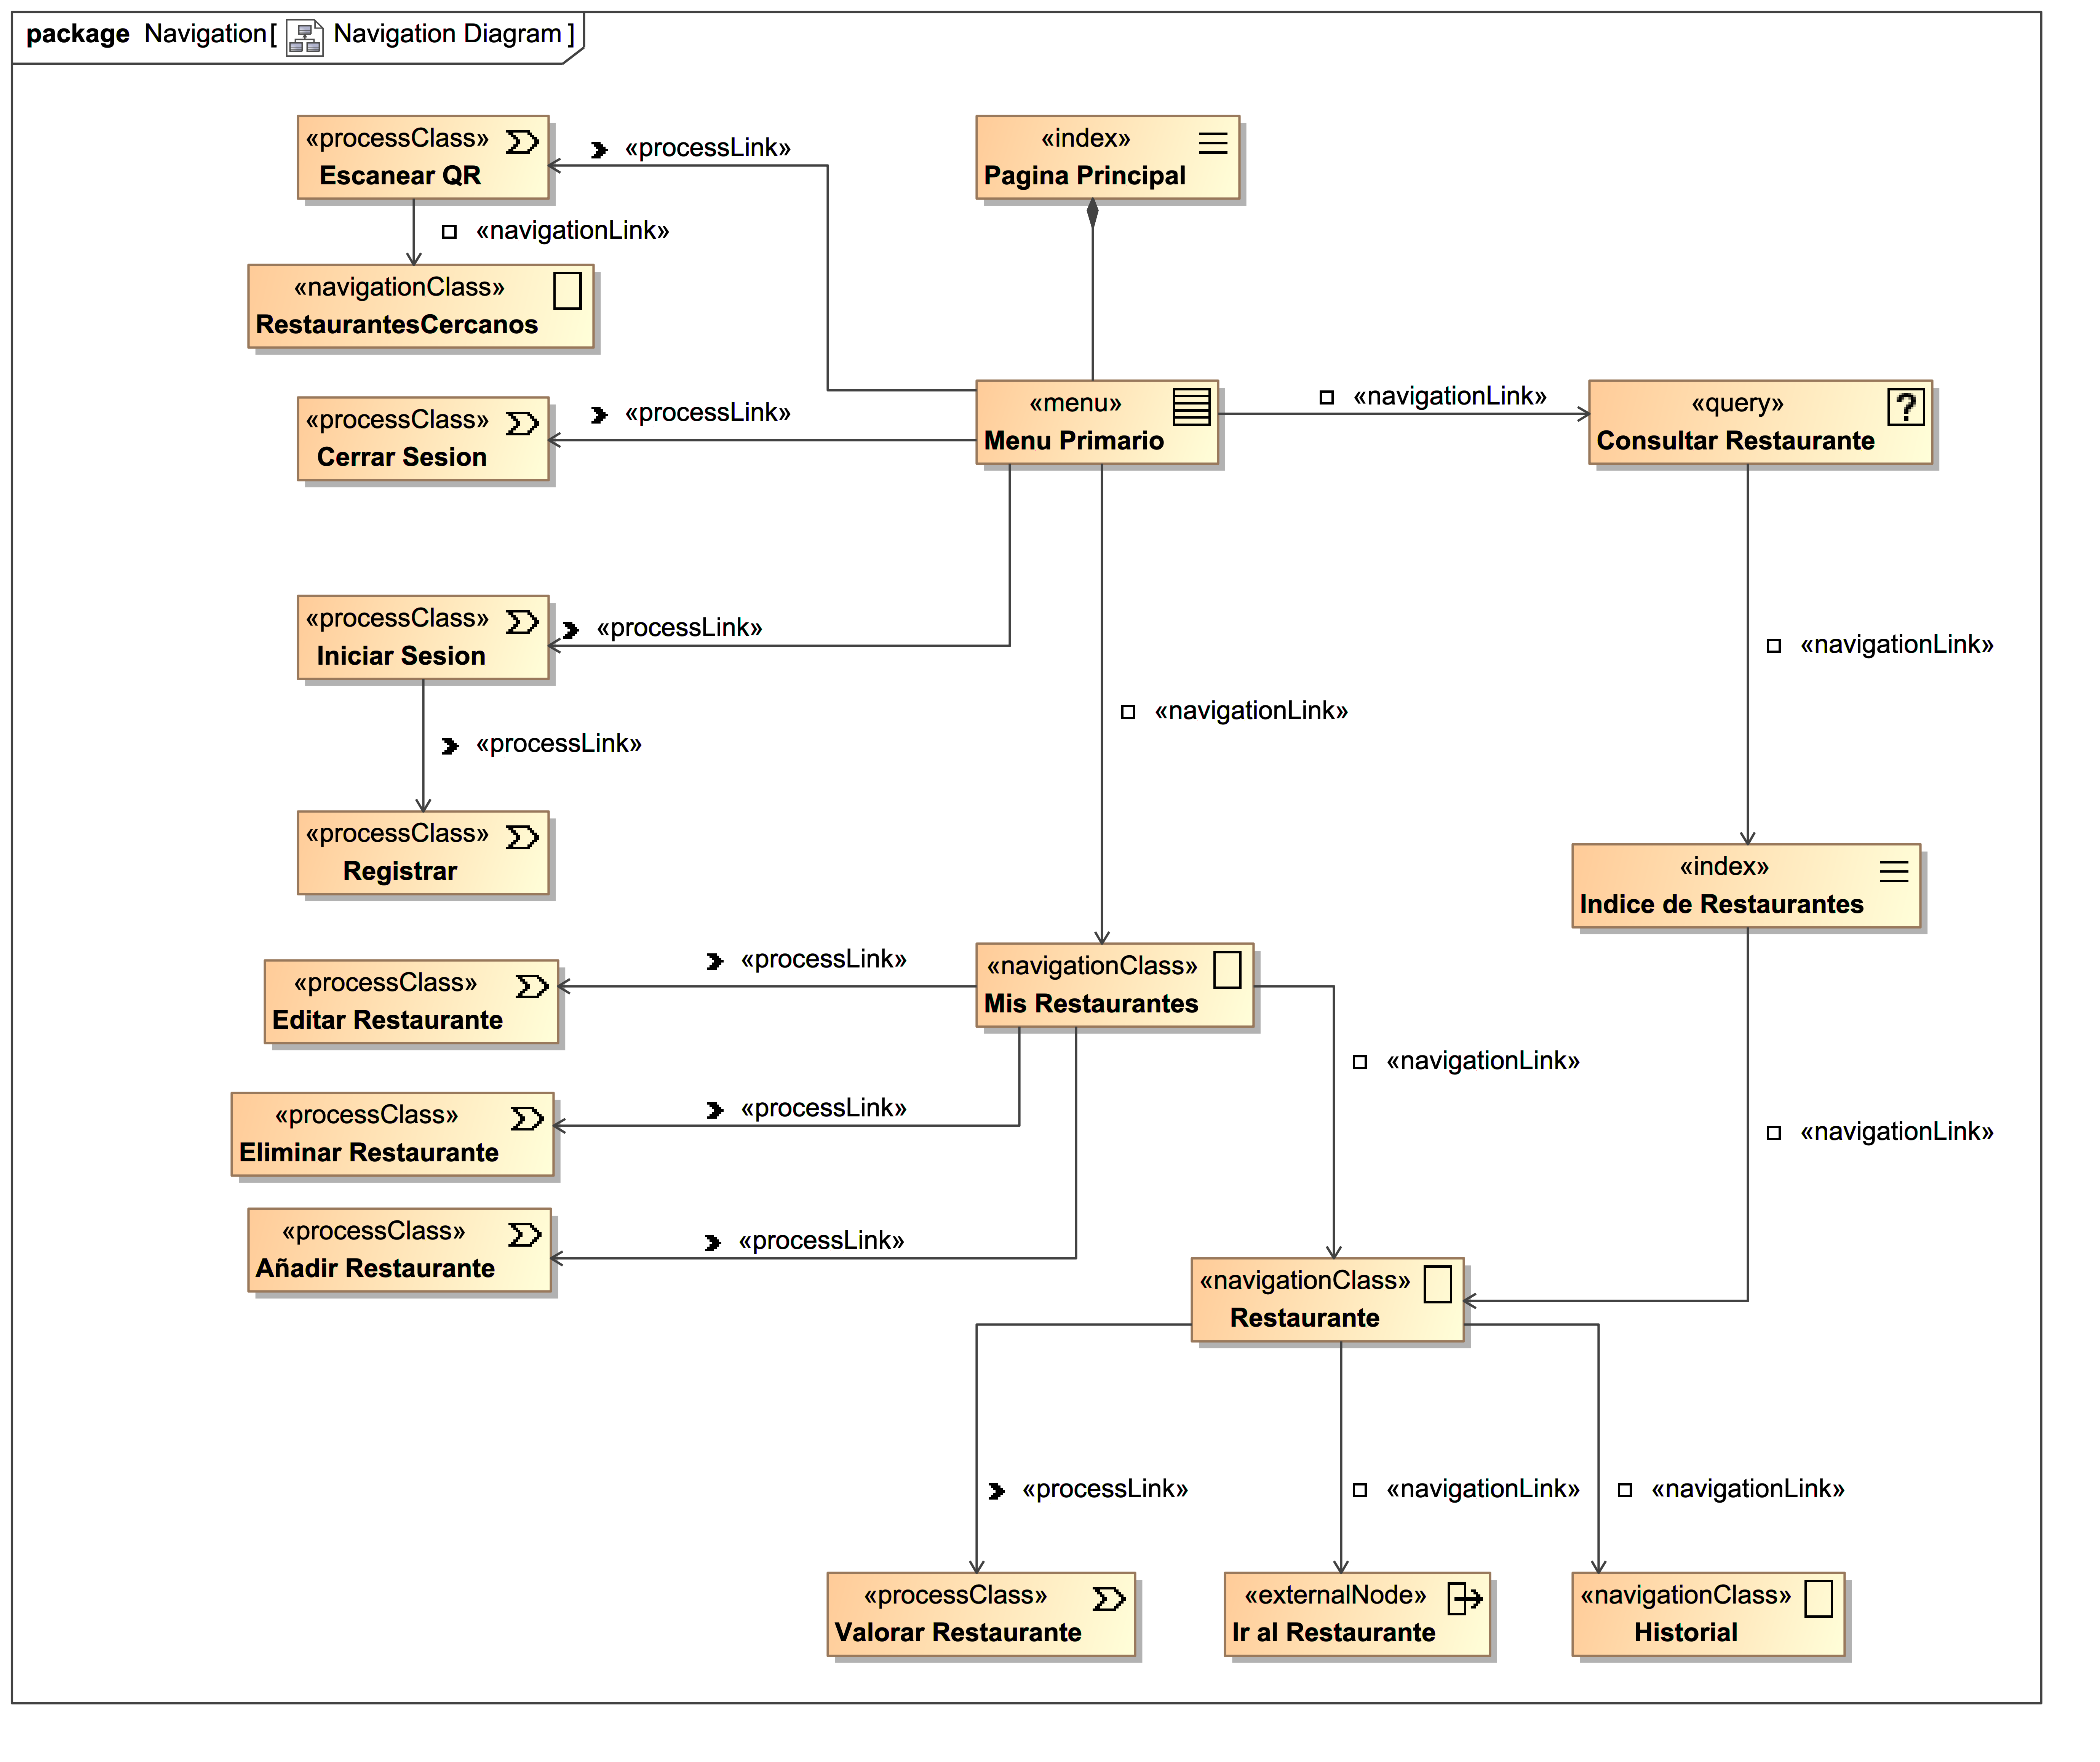 package Navigation[ Navigation Diagram ]
«processClass»
Escanear QR
«processLink»
«index»
Pagina Principal
«navigationLink»
«navigationClass»
RestaurantesCercanos
«processClass»
Cerrar Sesion
«processLink»
«menu»
Menu Primario
«navigationLink»
«query»
Consultar Restaurante
«processClass»
Iniciar Sesion
«processLink»
«navigationLink»
«navigationLink»
«processLink»
«processClass»
Registrar
«index»
Indice de Restaurantes
«processClass»
Editar Restaurante
«processLink»
«navigationClass»
Mis Restaurantes
«navigationLink»
«processClass»
Eliminar Restaurante
«processLink»
«navigationLink»
«processClass»
Añadir Restaurante
«processLink»
«navigationClass»
Restaurante
«processLink»
«navigationLink»
«navigationLink»
«processClass»
Valorar Restaurante
«externalNode»
Ir al Restaurante
«navigationClass»
Historial